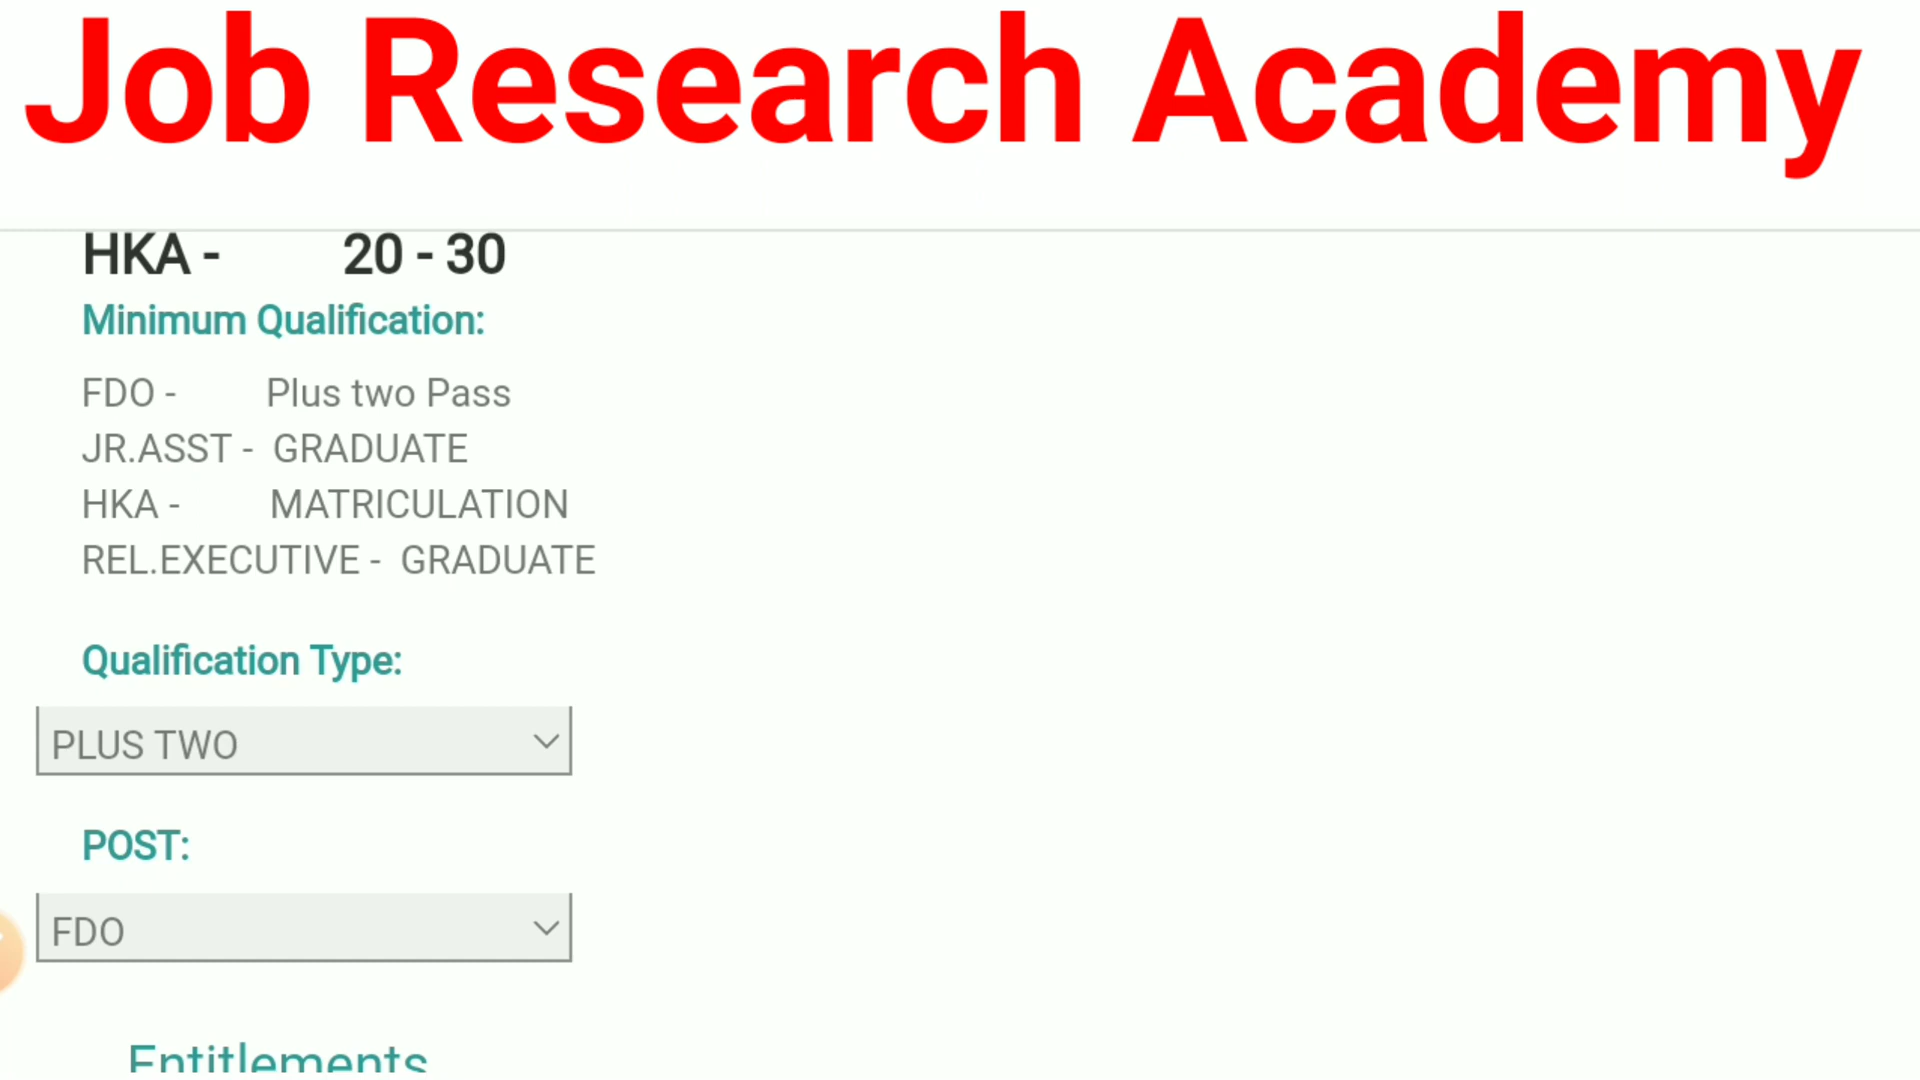 Job Research Academy
HKA - 20 - 30
Minimum Qualification:
FDO - Plus two Pass
JR.ASST - GRADUATE
HKA - MATRICULATION
REL.EXECUTIVE - GRADUATE
Qualification Type:
PLUS TWO
POST:
FDO
Entitlements